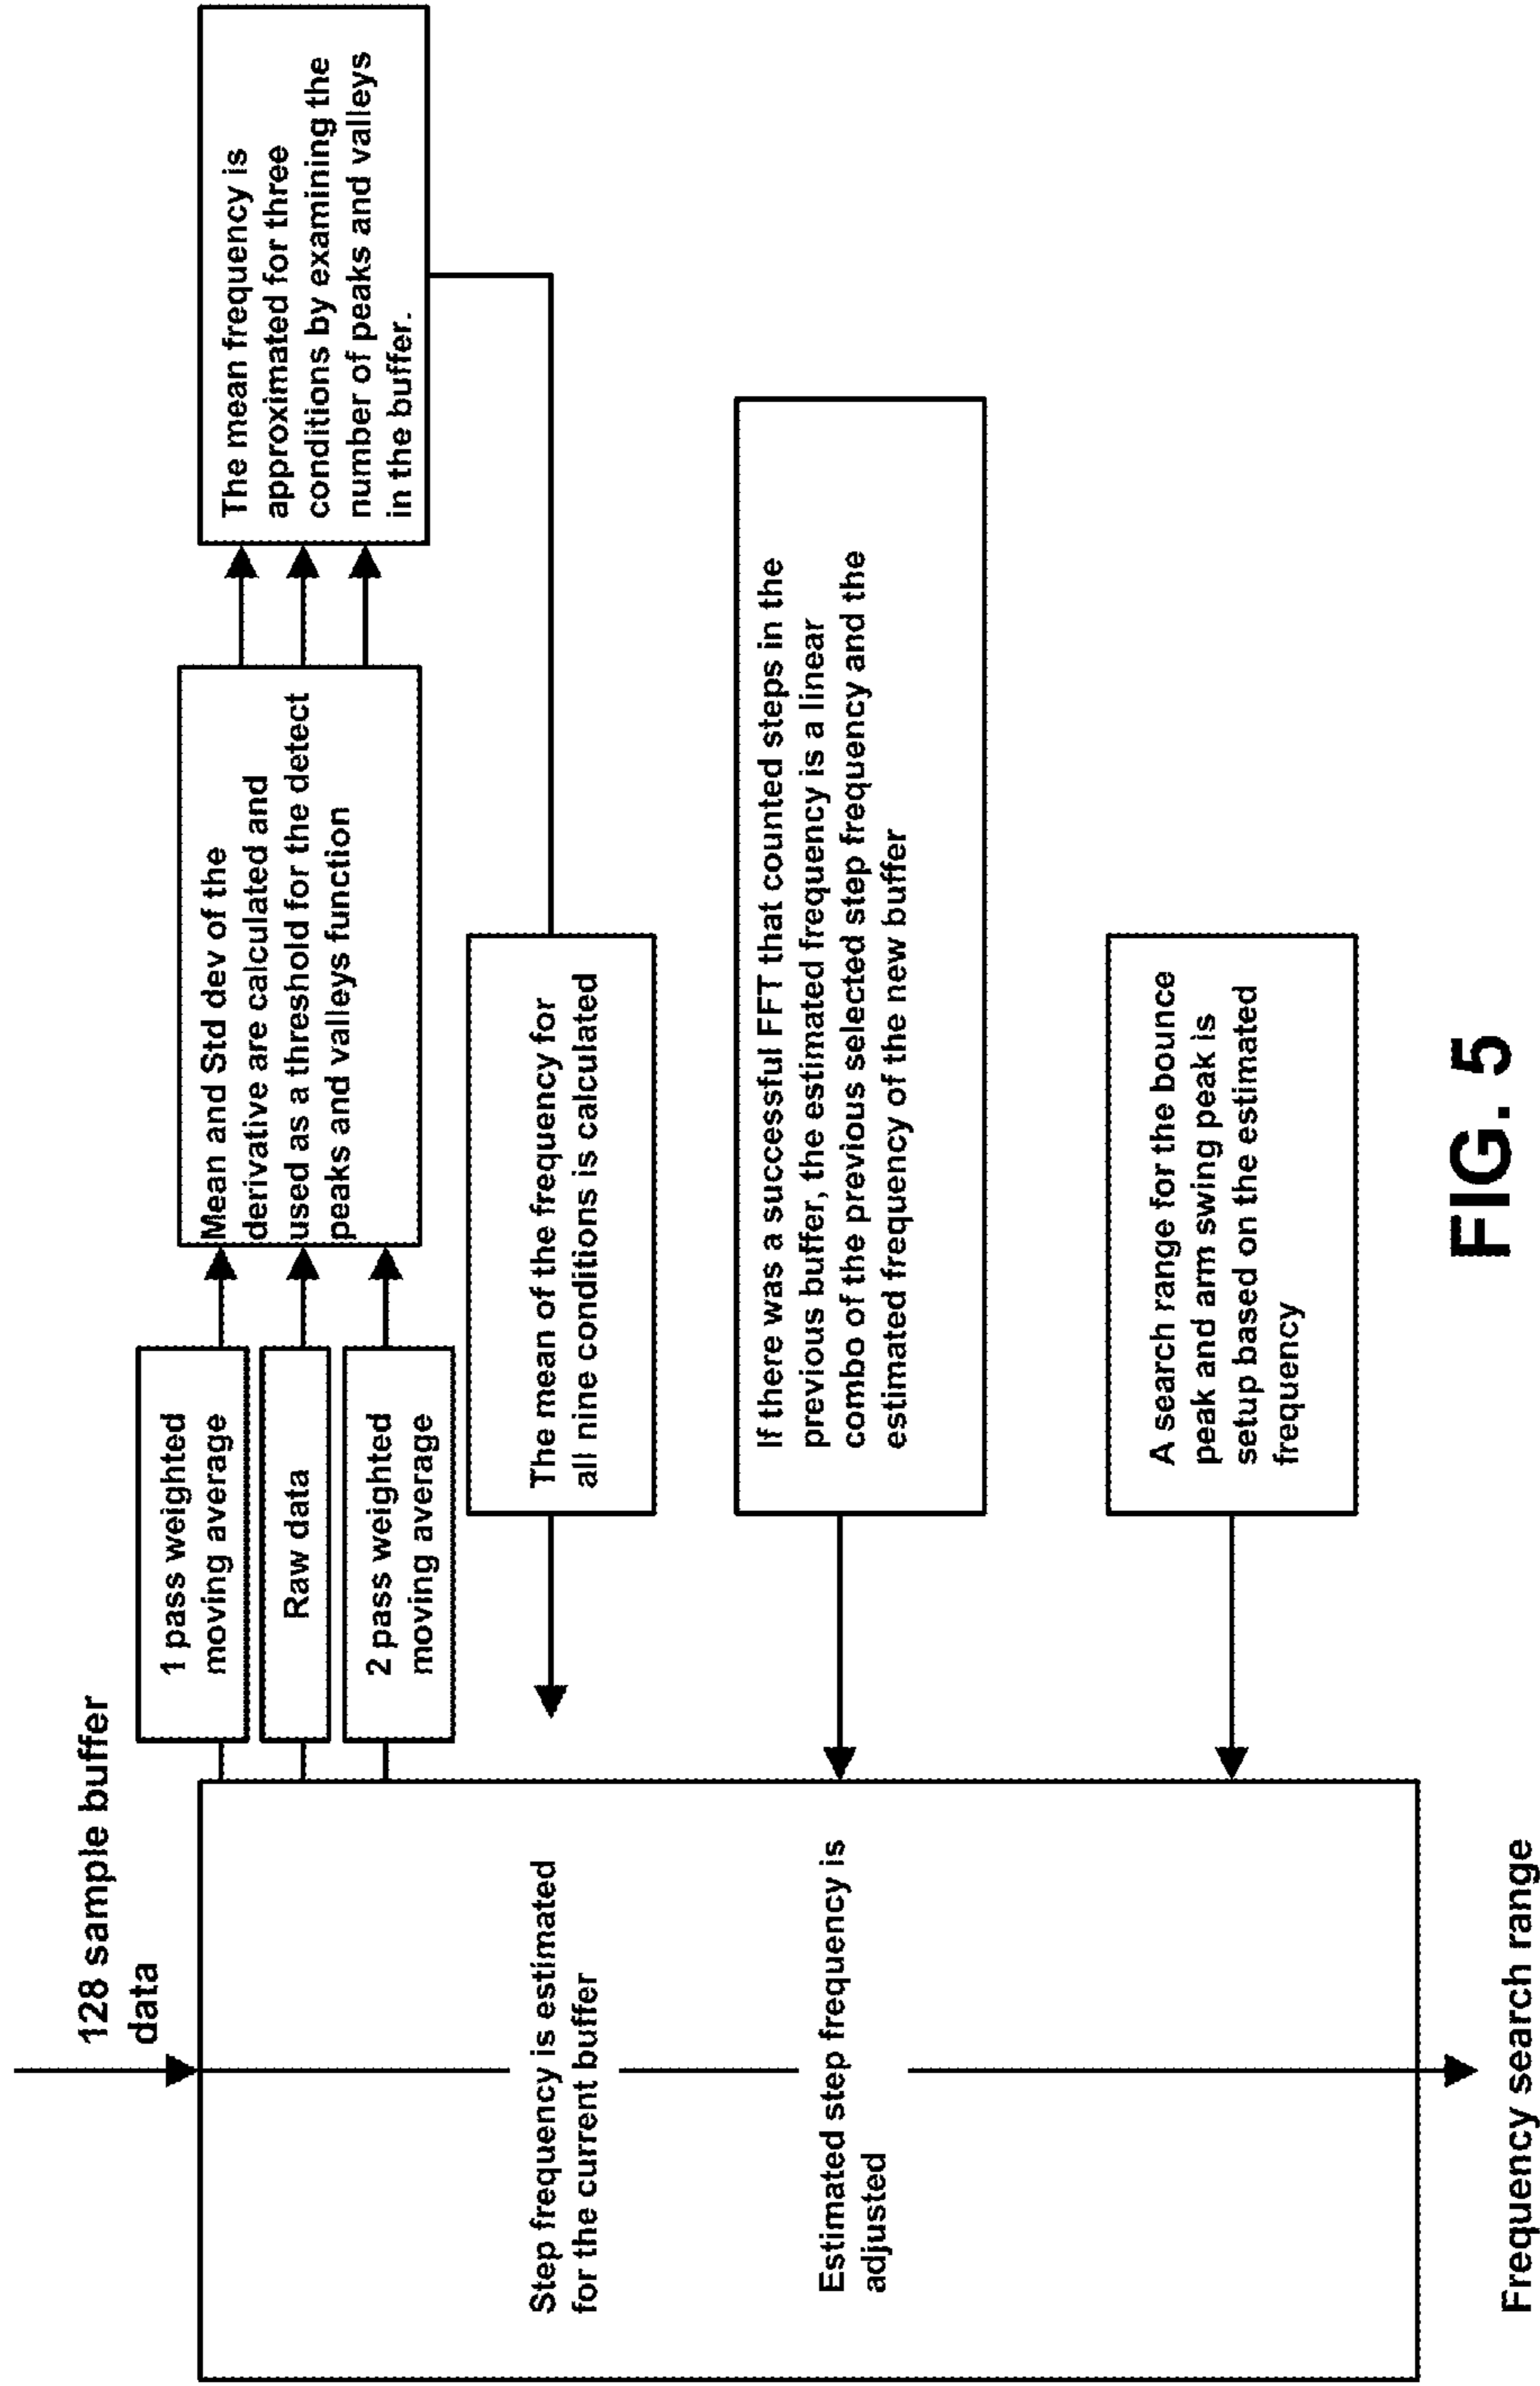 128 sample buffer
data
1 pass weighted
moving average
Raw data
2 pass weighted
moving average
Mean and Std dev of the
derivative are calculated and
used as a threshold for the detect
peaks and valleys function
The mean frequency is
approximated for three
conditions by examining the
number of peaks and valleys
in the buffer.
Step frequency is estimated
for the current buffer
The mean of the frequency for
all nine conditions is calculated
Estimated step frequency is
adjusted
If there was a successful FFT that counted steps in the
previous buffer, the estimated frequency is a linear
combo of the previous selected step frequency and the
estimated frequency of the new buffer
A search range for the bounce
peak and arm swing peak is
setup based on the estimated
frequency
Frequency search range
FIG. 5